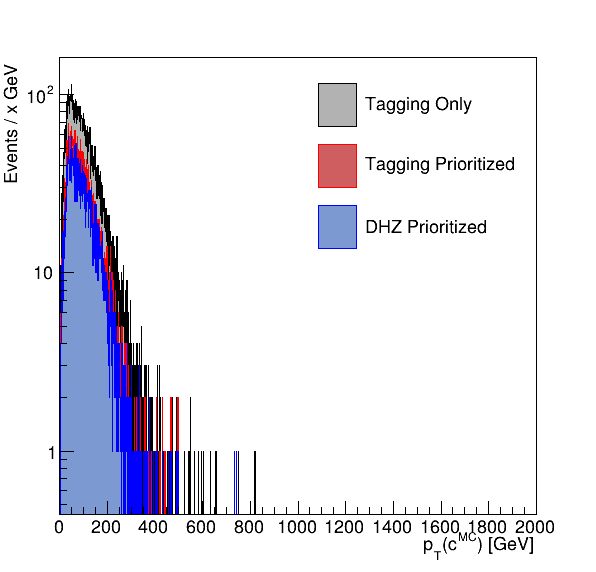 Events / x GeV
10²
10
1
Tagging Only
Tagging Prioritized
DHZ Prioritized
0 200 400 600 800 1000 1200 1400 1600 1800 2000
p_T(c^MC) [GeV]